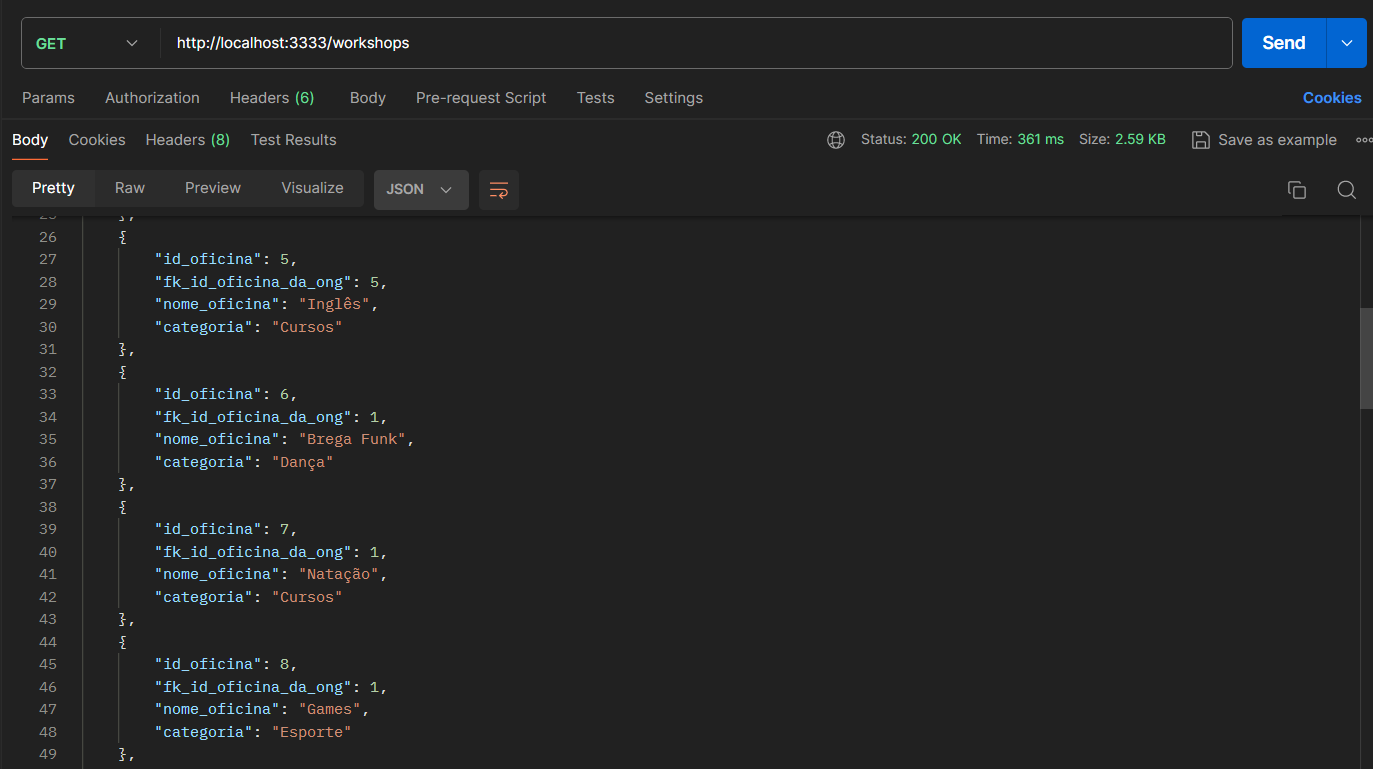 GET http://localhost:3333/workshops Send
Params Authorization Headers (6) Body Pre-request Script Tests Settings Cookies
Body Cookies Headers (8) Test Results Status: 200 OK Time: 361 ms Size: 2.59 KB Save as example
Pretty Raw Preview Visualize JSON
25 },
26 {
27 "id_oficina": 5,
28 "fk_id_oficina_da_ong": 5,
29 "nome_oficina": "Inglês",
30 "categoria": "Cursos"
31 },
32 {
33 "id_oficina": 6,
34 "fk_id_oficina_da_ong": 1,
35 "nome_oficina": "Brega Funk",
36 "categoria": "Dança"
37 },
38 {
39 "id_oficina": 7,
40 "fk_id_oficina_da_ong": 1,
41 "nome_oficina": "Natação",
42 "categoria": "Cursos"
43 },
44 {
45 "id_oficina": 8,
46 "fk_id_oficina_da_ong": 1,
47 "nome_oficina": "Games",
48 "categoria": "Esporte"
49 },